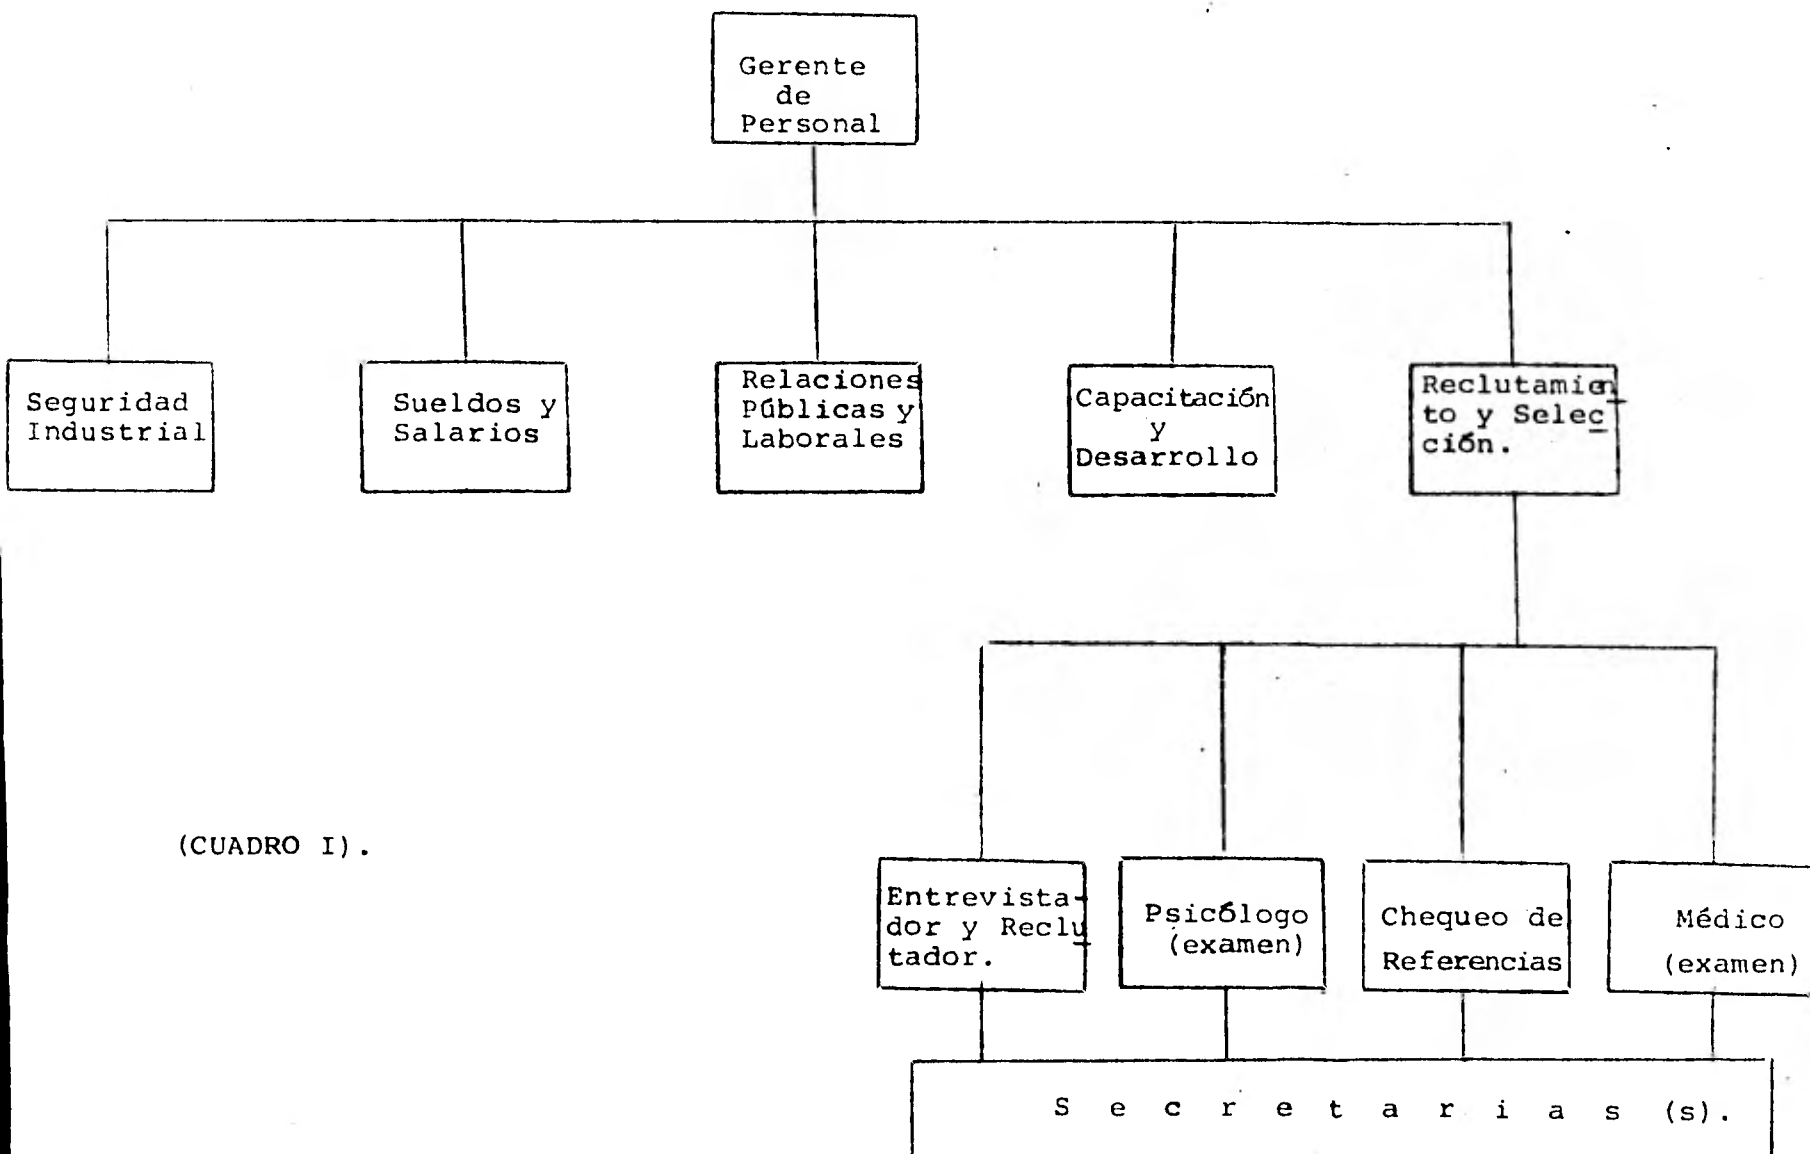 Gerente
de
Personal
Seguridad
Industrial
Sueldos y
Salarios
Relaciones
Públicas y
Laborales
Capacitación
y
Desarrollo
Reclutamien
to y Selec
ción.
(CUADRO I).
Entrevista-
dor y Reclu
tador.
Psicólogo
(examen)
Chequeo de
Referencias
Médico
(examen)
S e c r e t a r i a s (s).